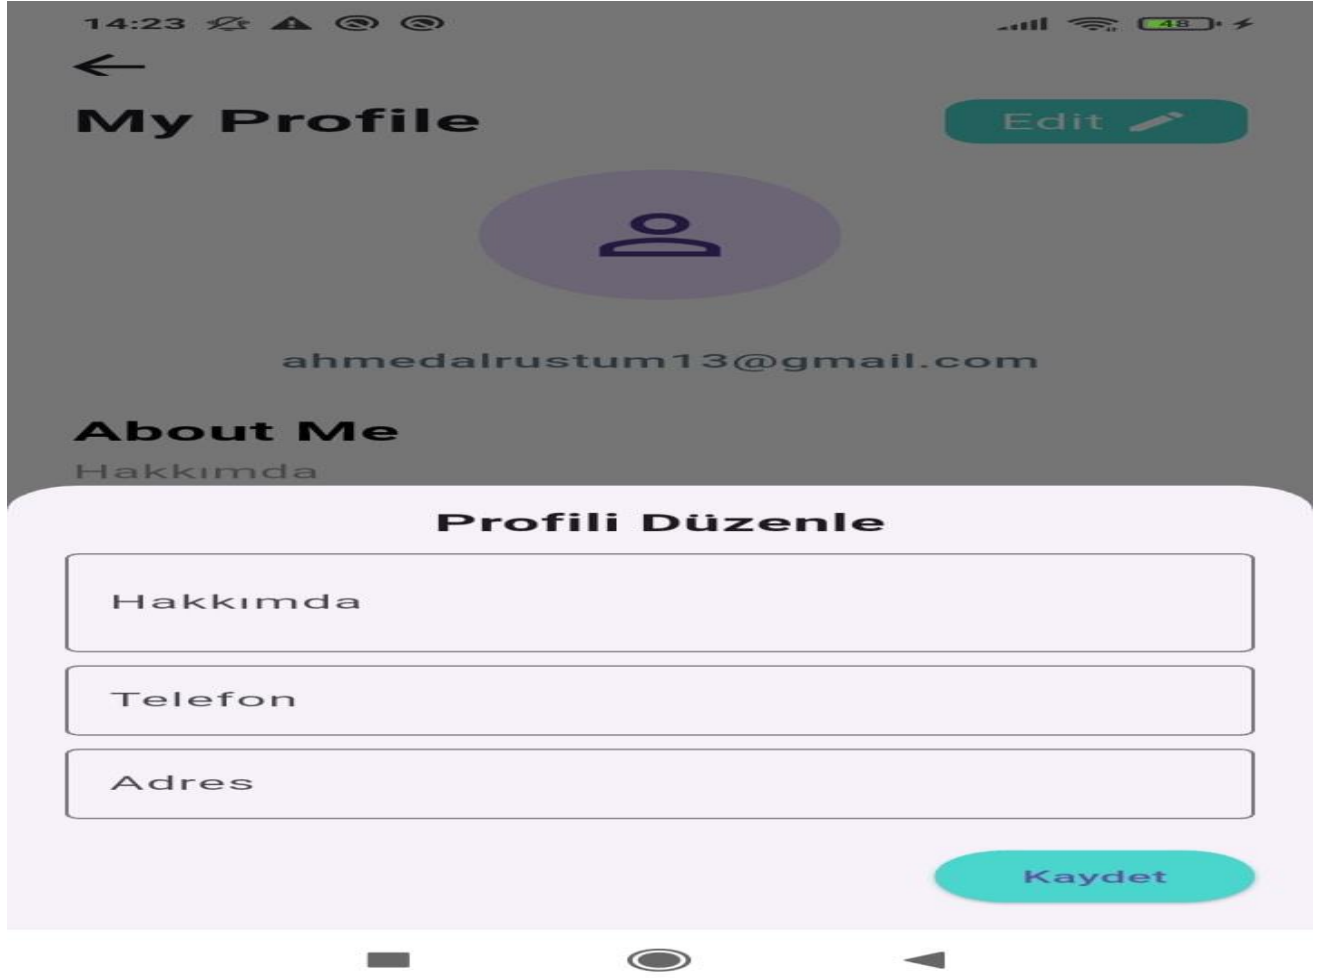 14:23
48
My Profile
Edit
ahmedalrustum13@gmail.com
About Me
Hakkımda
Profili Düzenle
Hakkımda
Telefon
Adres
Kaydet